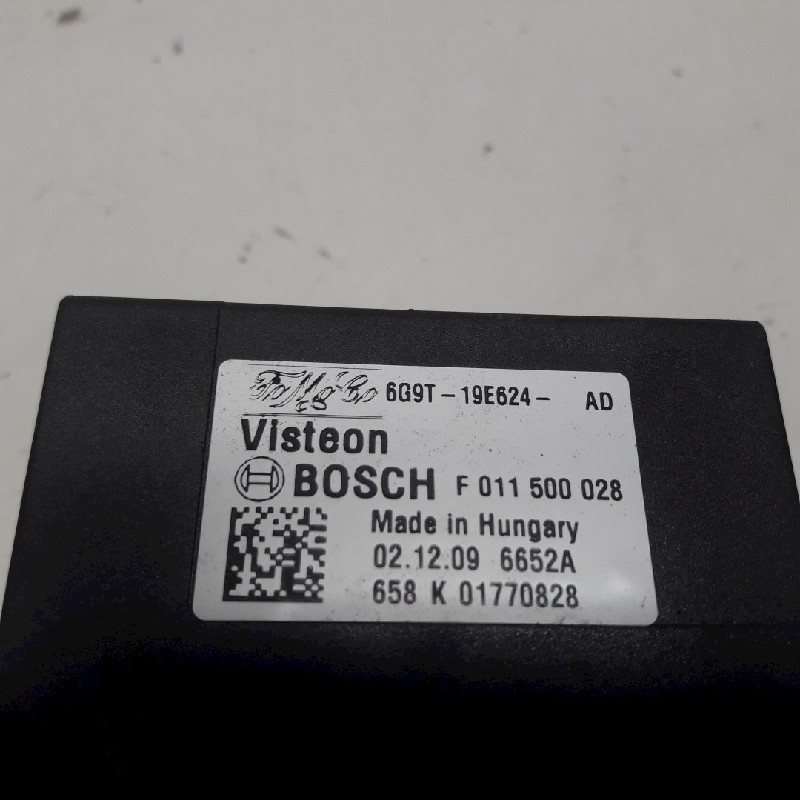 FoMoCo 6G9T-19E624- AD
Visteon
BOSCH F 011 500 028
Made in Hungary
02.12.09 6652A
658 K 01770828